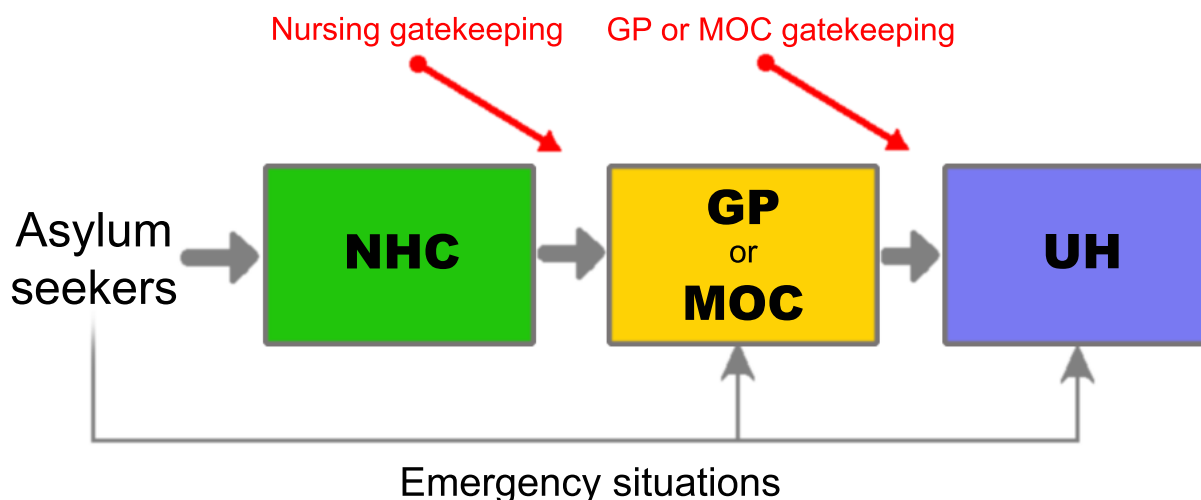 Nursing gatekeeping
GP or MOC gatekeeping
Asylum
seekers
NHC
GP
or
MOC
UH
Emergency situations